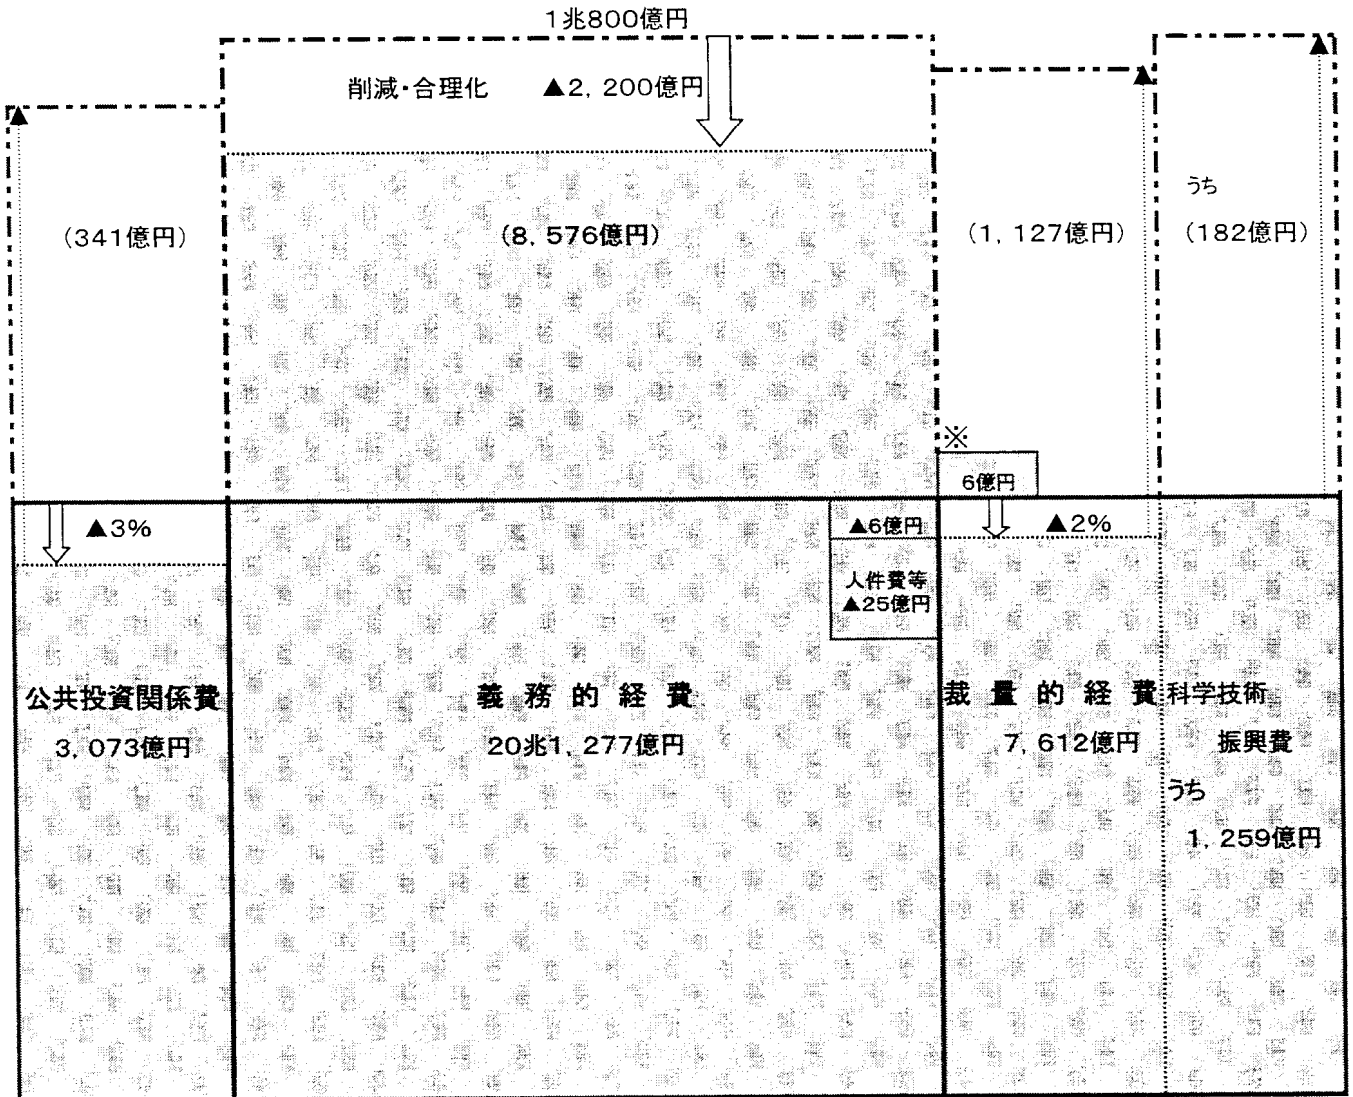 1兆800億円
削減・合理化 ▲2,200億円
うち
(341億円)
(8,576億円)
(1,127億円)
(182億円)
※
6億円
▲3%
▲6億円
▲2%
人件費等
▲25億円
公共投資関係費
3,073億円
義務的経費
20兆1,277億円
裁量的経費
7,612億円
科学技術
振興費
うち
1,259億円